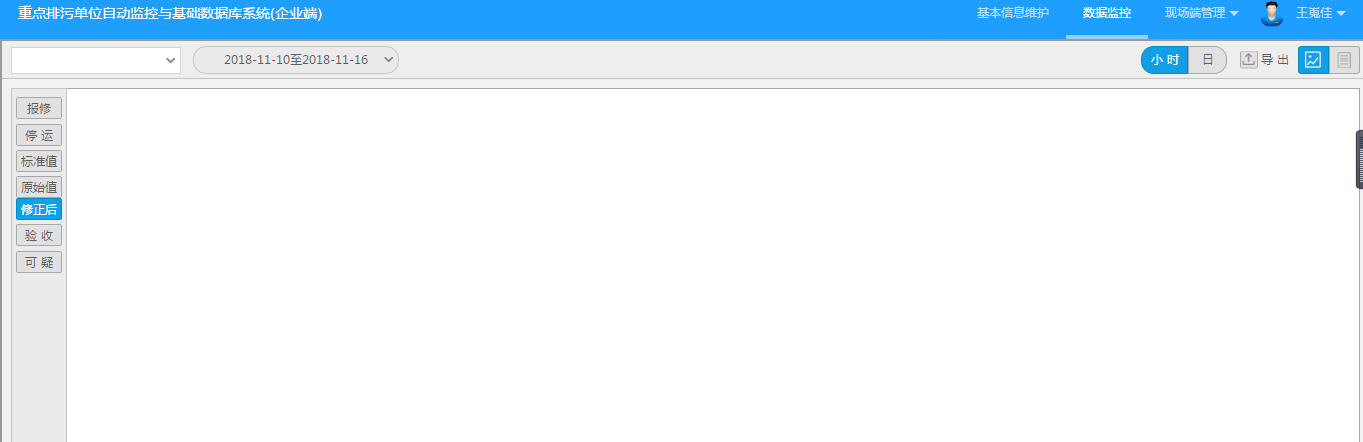 重点排污单位自动监控与基础数据库系统(企业端)
基本信息维护
数据监控
现场端管理
王嵬佳
2018-11-10至2018-11-16
小时
日
导出
报修
停运
标准值
原始值
修正后
验收
可疑